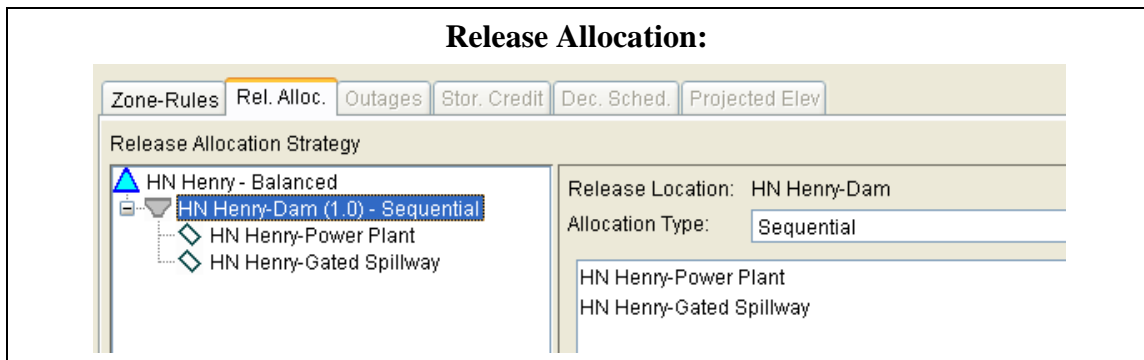 Release Allocation:
Zone-Rules Rel. Alloc. Outages Stor. Credit Dec. Sched. Projected Elev
Release Allocation Strategy
HN Henry - Balanced
HN Henry-Dam (1.0) - Sequential
HN Henry-Power Plant
HN Henry-Gated Spillway
Release Location: HN Henry-Dam
Allocation Type: Sequential
HN Henry-Power Plant
HN Henry-Gated Spillway